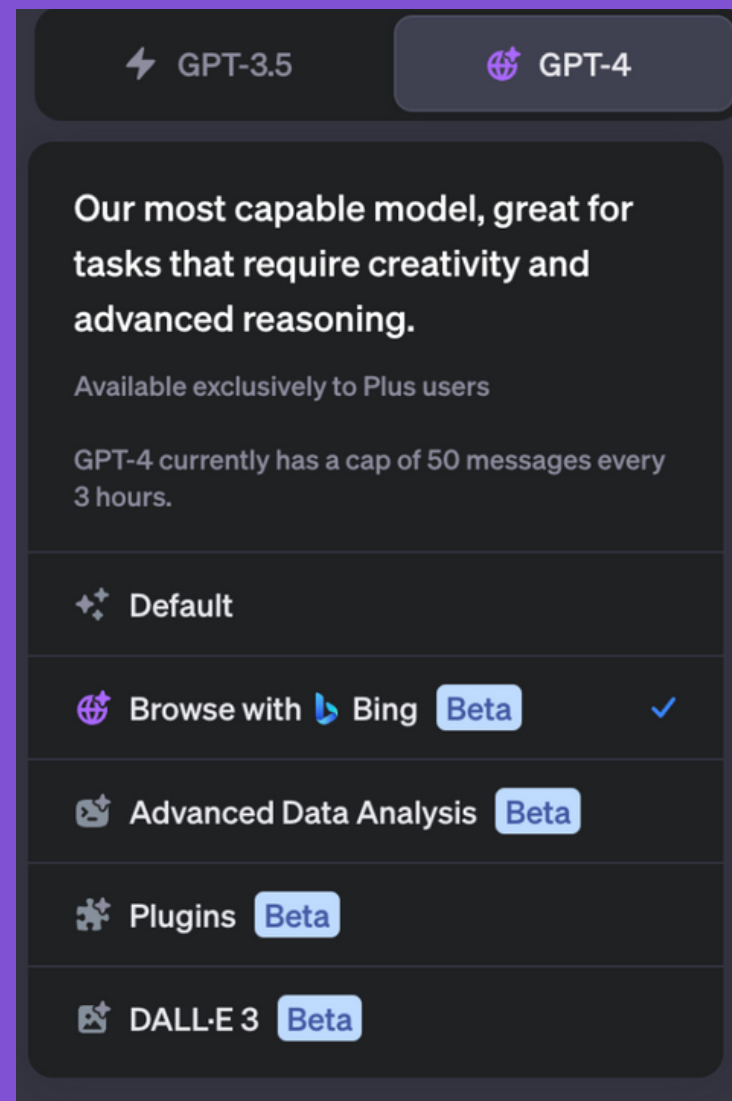 GPT-3.5
GPT-4
Our most capable model, great for
tasks that require creativity and
advanced reasoning.
Available exclusively to Plus users
GPT-4 currently has a cap of 50 messages every
3 hours.
Default
Browse with Bing Beta
Advanced Data Analysis Beta
Plugins Beta
DALL·E 3 Beta